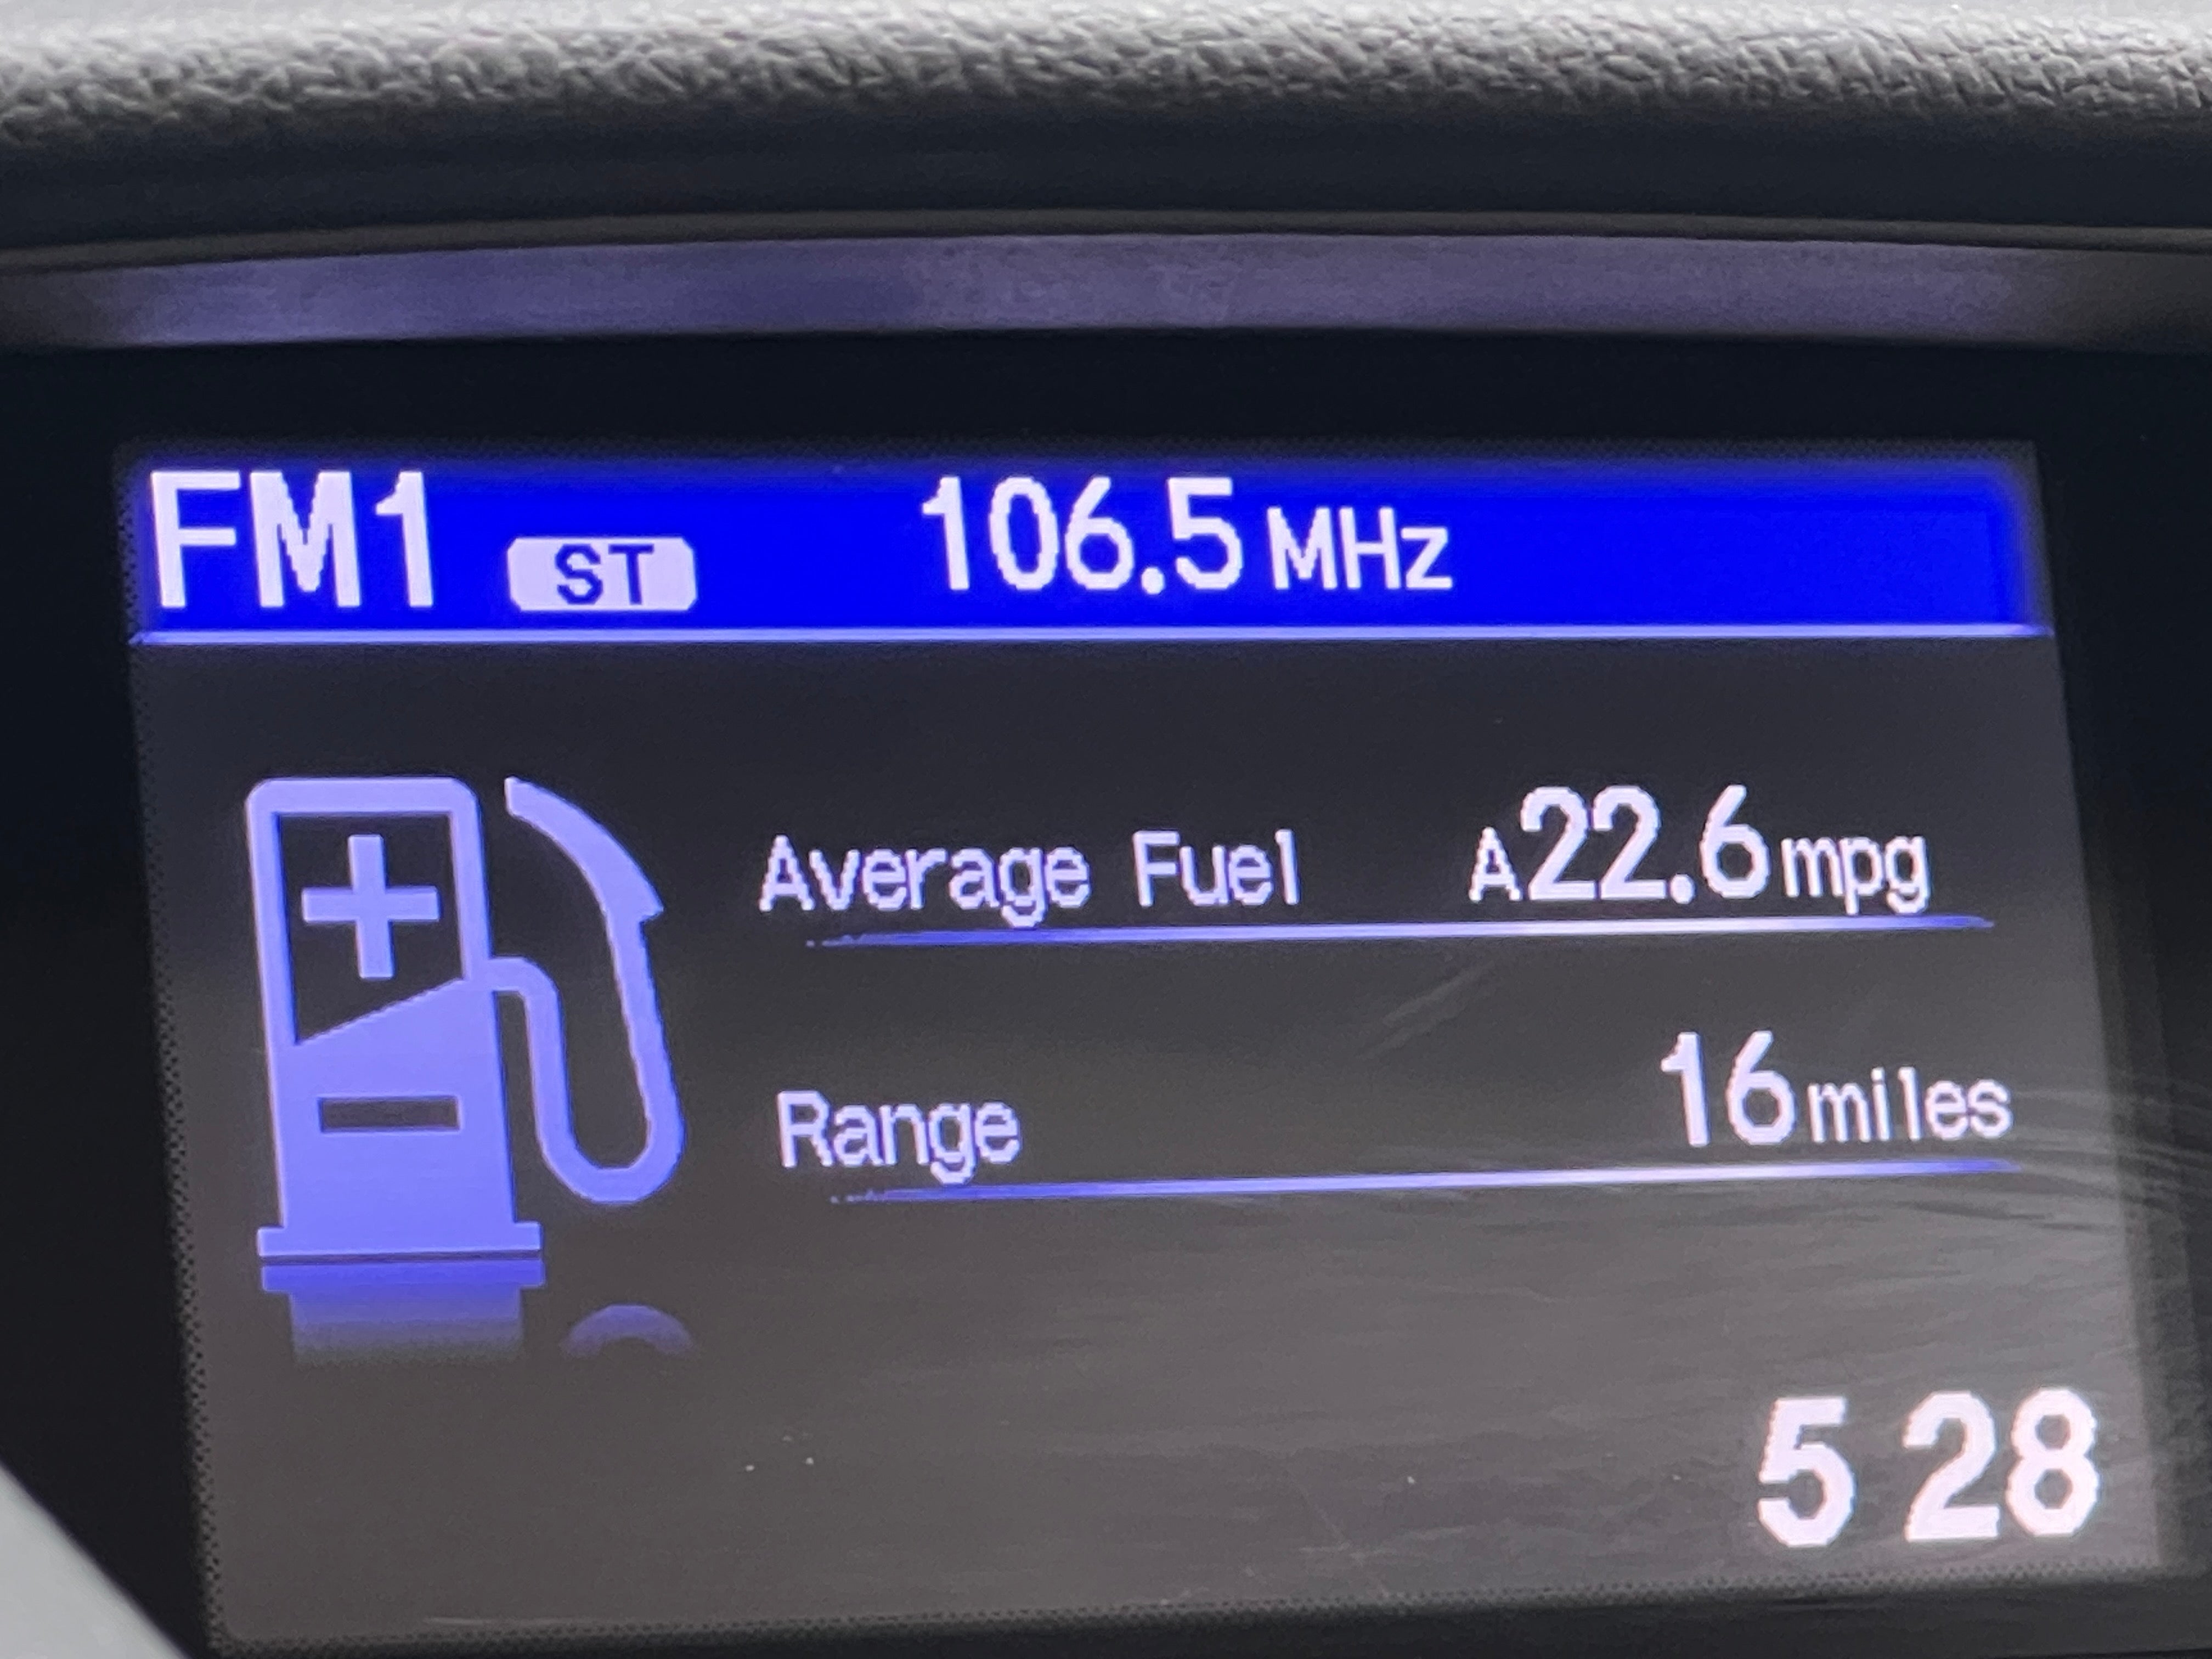 FM1 ST 106.5 MHz
Average Fuel A22.6 mpg
Range 16 miles
5 28